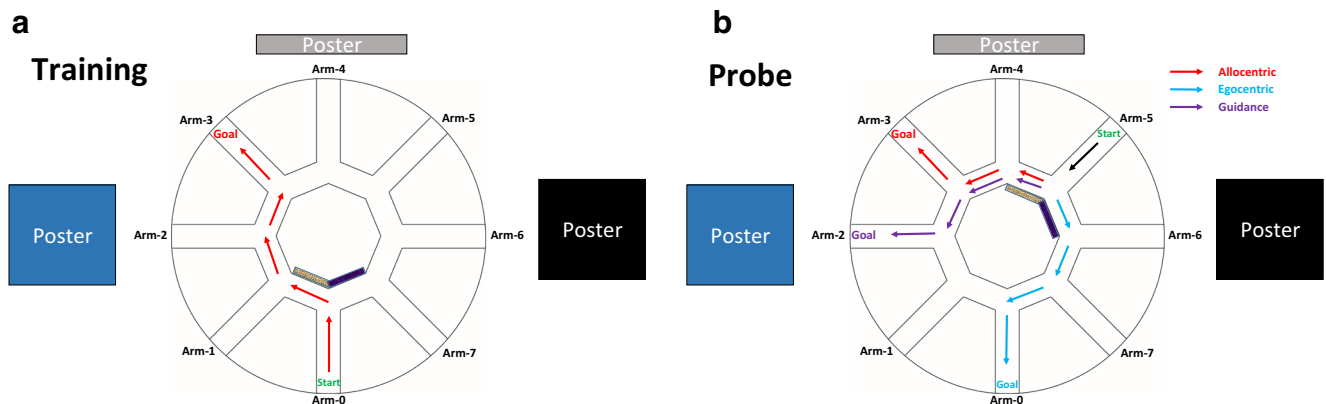 a
Training
Poster
Arm-4
Arm-3
Goal
Arm-5
Poster
Arm-2
Arm-6
Poster
Arm-1
Arm-7
Start
Arm-0
b
Probe
Poster
Arm-4
Allocentric
Egocentric
Guidance
Arm-3
Goal
Arm-5
Start
Poster
Arm-2
Goal
Arm-6
Poster
Arm-1
Arm-7
Goal
Arm-0